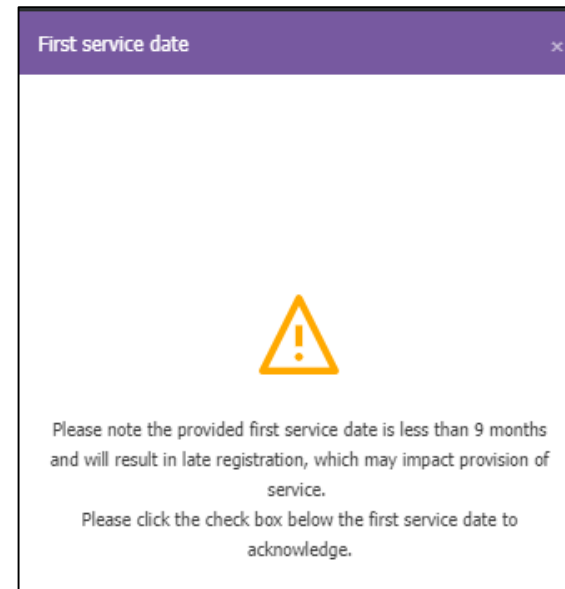 First service date
Please note the provided first service date is less than 9 months
and will result in late registration, which may impact provision of
service.
Please click the check box below the first service date to
acknowledge.